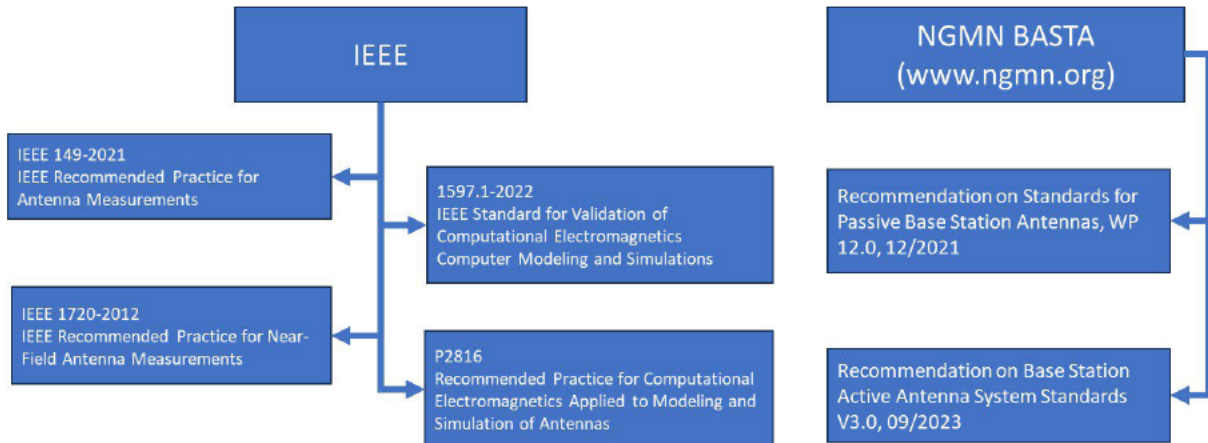 IEEE
IEEE 149-2021
IEEE Recommended Practice for
Antenna Measurements
1597.1-2022
IEEE Standard for Validation of
Computational Electromagnetics
Computer Modeling and Simulations
IEEE 1720-2012
IEEE Recommended Practice for Near-
Field Antenna Measurements
P2816
Recommended Practice for Computational
Electromagnetics Applied to Modeling and
Simulation of Antennas
NGMN BASTA
(www.ngmn.org)
Recommendation on Standards for
Passive Base Station Antennas, WP
12.0, 12/2021
Recommendation on Base Station
Active Antenna System Standards
V3.0, 09/2023